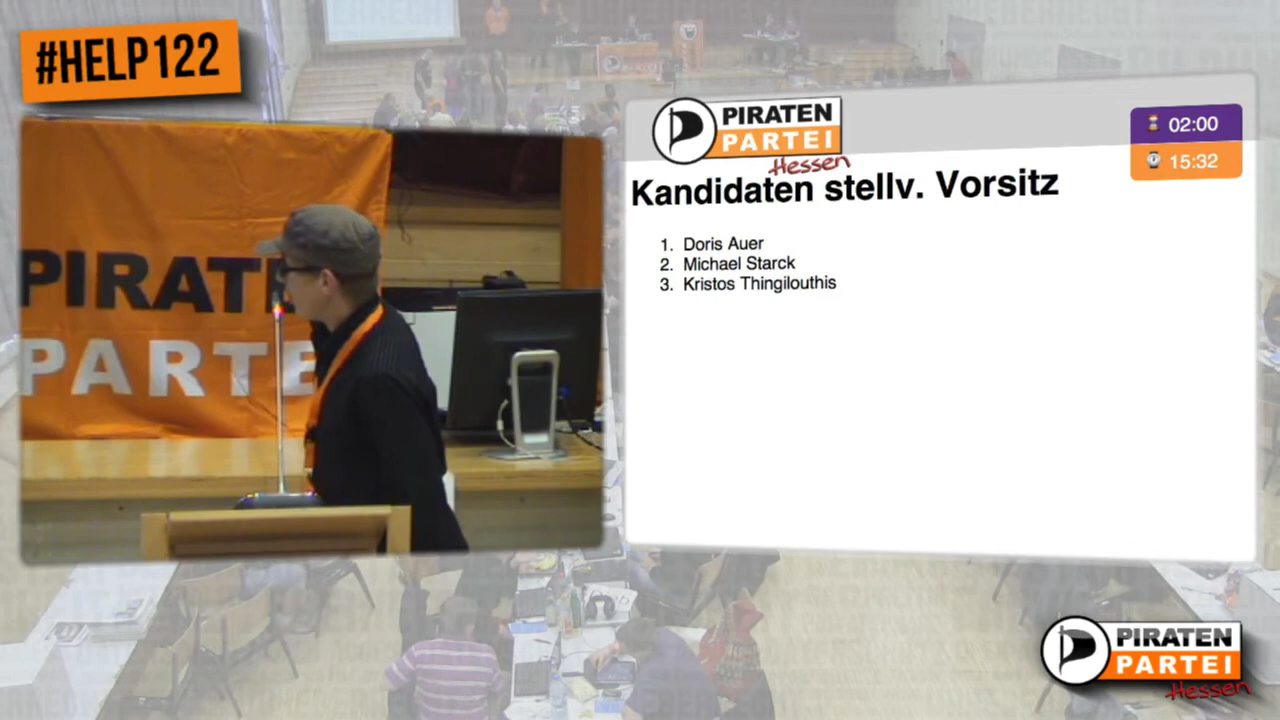 #HELP122
PIRATEN
PARTEI
Hessen
02:00
15:32
Kandidaten stellv. Vorsitz
1. Doris Auer
2. Michael Starck
3. Kristos Thingilouthis
PIRATE
PARTE
PIRATEN
PARTEI
Hessen